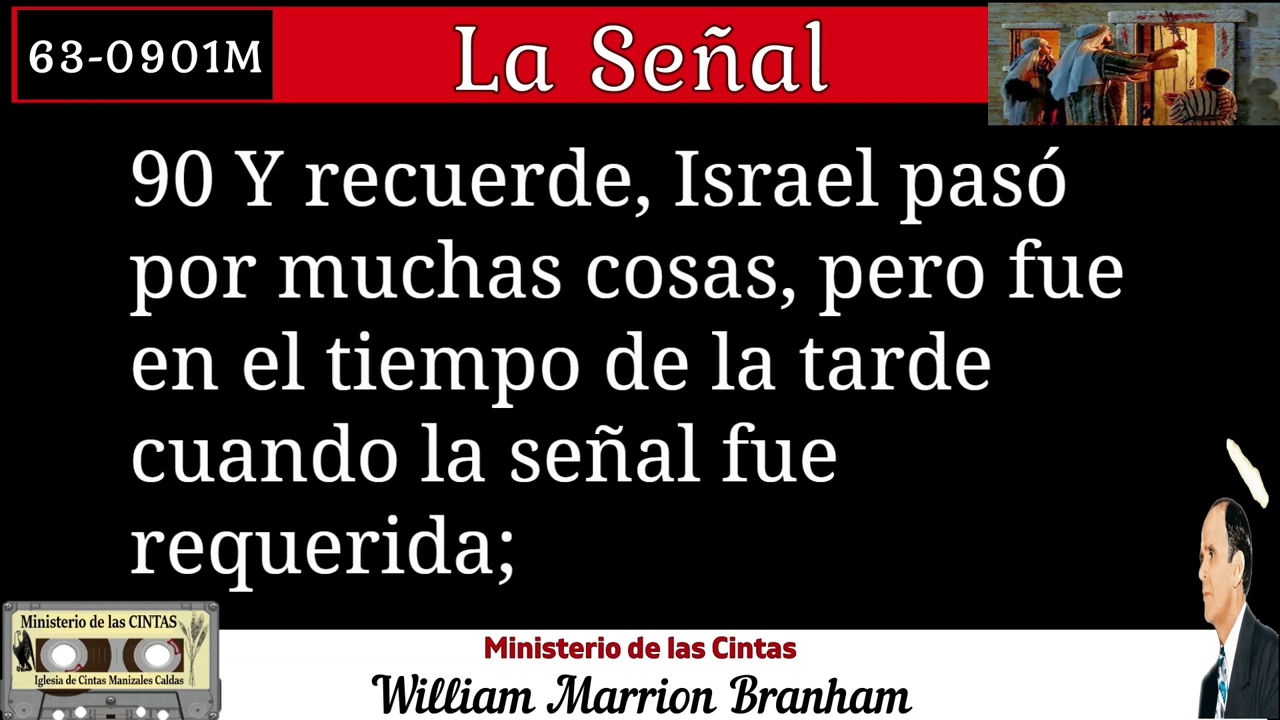 63-0901M
La Señal
90 Y recuerde, Israel pasó
por muchas cosas, pero fue
en el tiempo de la tarde
cuando la señal fue
requerida;
Ministerio de las CINTAS
Iglesia de Cintas Manizales Caldas
Ministerio de las Cintas
William Marrion Branham